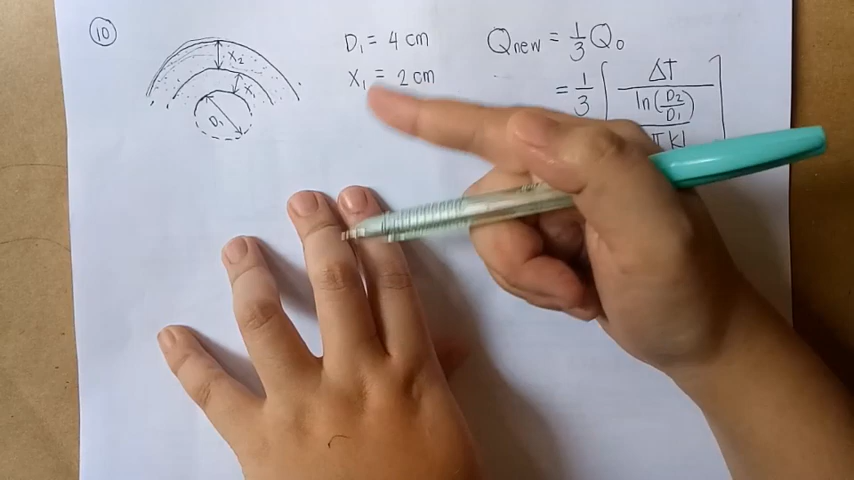 10
X₂
X₁
D₁
D₁ = 4 cm
X₁ = 2 cm
Qnew = 1/3 Q₀
= 1/3 [ ΔT / ln(D₂/D₁)